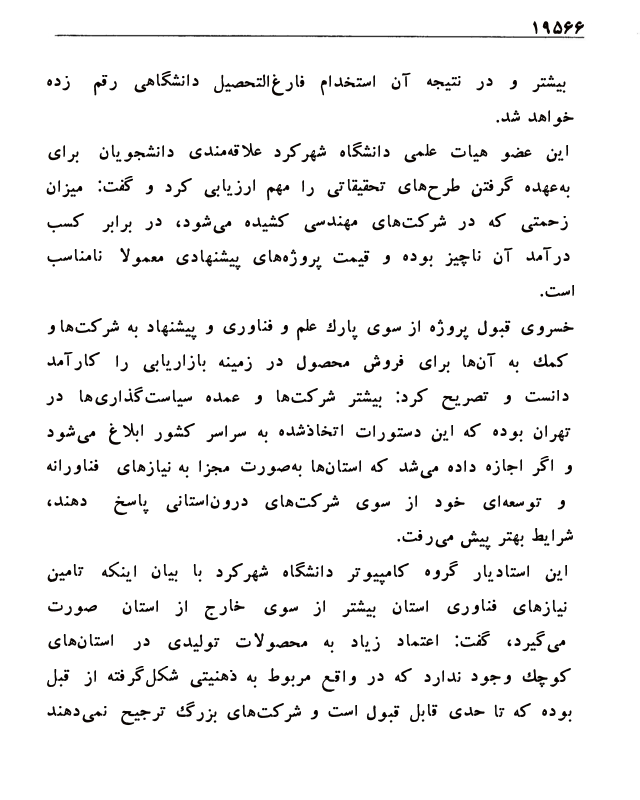 ۱۹۵۶۶
بیشتر و در نتیجه آن استخدام فارغ‌التحصیل دانشگاهی رقم زده
خواهد شد.
این عضو هیات علمی دانشگاه شهرکرد علاقه‌مندی دانشجویان برای
به‌عهده گرفتن طرح‌های تحقیقاتی را مهم ارزیابی کرد و گفت: میزان
زحمتی که در شرکت‌های مهندسی کشیده می‌شود، در برابر کسب
درآمد آن ناچیز بوده و قیمت پروژه‌های پیشنهادی معمولا نامناسب
است.
خسروی قبول پروژه از سوی پارك علم و فناوری و پیشنهاد به شرکت‌ها و
کمك به آن‌ها برای فروش محصول در زمینه بازاریابی را کارآمد
دانست و تصریح کرد: بیشتر شرکت‌ها و عمده سیاست‌گذاری‌ها در
تهران بوده که این دستورات اتخاذشده به سراسر کشور ابلاغ می‌شود
و اگر اجازه داده می‌شد که استان‌ها به‌صورت مجزا به نیازهای فناورانه
و توسعه‌ای خود از سوی شرکت‌های درون‌استانی پاسخ دهند،
شرایط بهتر پیش می‌رفت.
این استادیار گروه کامپیوتر دانشگاه شهرکرد با بیان اینکه تامین
نیازهای فناوری استان بیشتر از سوی خارج از استان صورت
می‌گیرد، گفت: اعتماد زیاد به محصولات تولیدی در استان‌های
کوچك وجود ندارد که در واقع مربوط به ذهنیتی شکل‌گرفته از قبل
بوده که تا حدی قابل قبول است و شرکت‌های بزرگ ترجیح نمی‌دهند